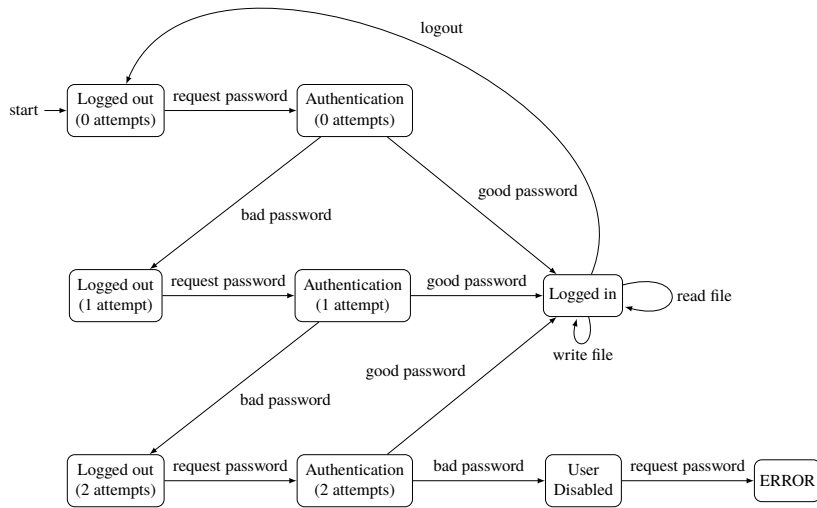 logout
start
Logged out
(0 attempts)
request password
Authentication
(0 attempts)
good password
bad password
Logged out
(1 attempt)
request password
Authentication
(1 attempt)
good password
Logged in
read file
write file
good password
bad password
Logged out
(2 attempts)
request password
Authentication
(2 attempts)
bad password
User
Disabled
request password
ERROR